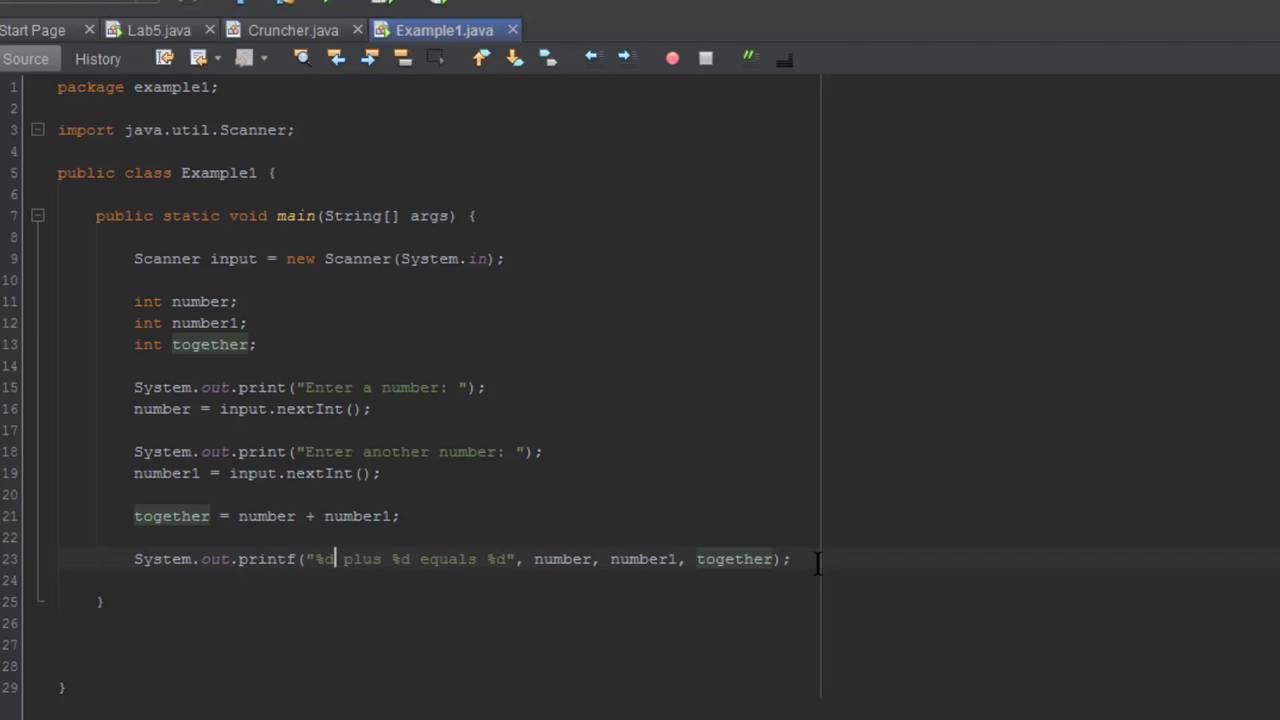 Start Page Lab5.java Cruncher.java Example1.java
Source History
1 package example1;
2
3 import java.util.Scanner;
4
5 public class Example1 {
6
7 public static void main(String[] args) {
8
9 Scanner input = new Scanner(System.in);
10
11 int number;
12 int number1;
13 int together;
14
15 System.out.print("Enter a number: ");
16 number = input.nextInt();
17
18 System.out.print("Enter another number: ");
19 number1 = input.nextInt();
20
21 together = number + number1;
22
23 System.out.printf("%d plus %d equals %d", number, number1, together);
24
25 }
26
27
28
29 }